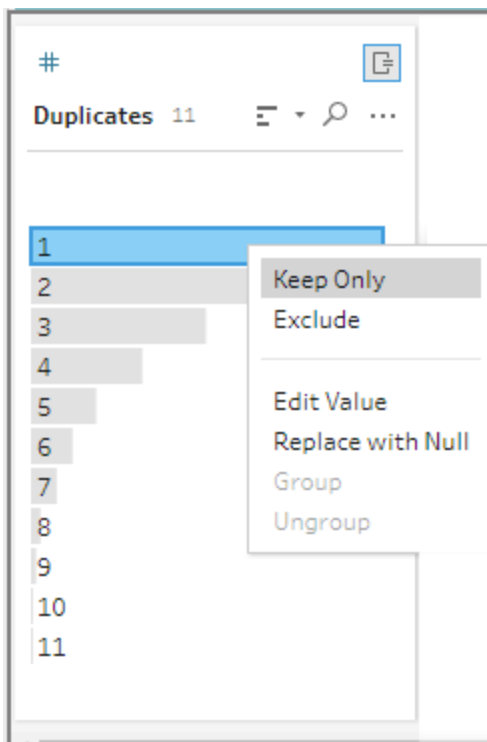 #
Duplicates 11
1
2
3
4
5
6
7
8
9
10
11
Keep Only
Exclude
Edit Value
Replace with Null
Group
Ungroup